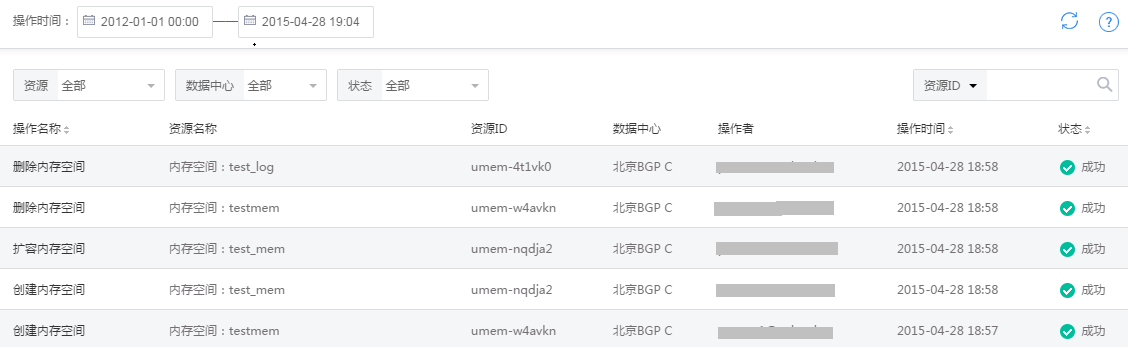 操作时间： 2012-01-01 00:00 2015-04-28 19:04
资源 全部 数据中心 全部 状态 全部 资源ID
操作名称 资源名称 资源ID 数据中心 操作者 操作时间 状态
删除内存空间 内存空间：test_log umem-4t1vk0 北京BGP C 2015-04-28 18:58 成功
删除内存空间 内存空间：testmem umem-w4avkn 北京BGP C 2015-04-28 18:58 成功
扩容内存空间 内存空间：test_mem umem-nqdja2 北京BGP C 2015-04-28 18:58 成功
创建内存空间 内存空间：test_mem umem-nqdja2 北京BGP C 2015-04-28 18:58 成功
创建内存空间 内存空间：testmem umem-w4avkn 北京BGP C 2015-04-28 18:57 成功